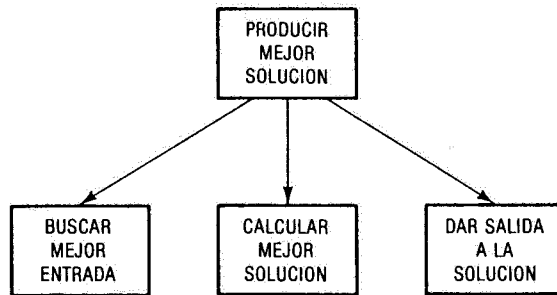 PRODUCIR
MEJOR
SOLUCION
BUSCAR
MEJOR
ENTRADA
CALCULAR
MEJOR
SOLUCION
DAR SALIDA
A LA
SOLUCION